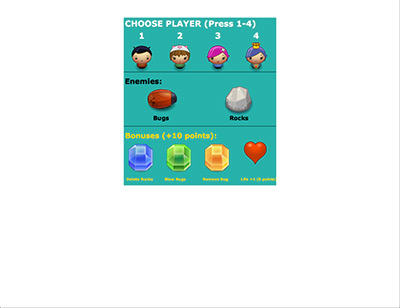 CHOOSE PLAYER (Press 1-4)
1 2 3 4
Enemies:
Bugs Rocks
Bonuses (+10 points):
Delete Rocks Slow Bugs Remove Bug Life +1 (0 points)